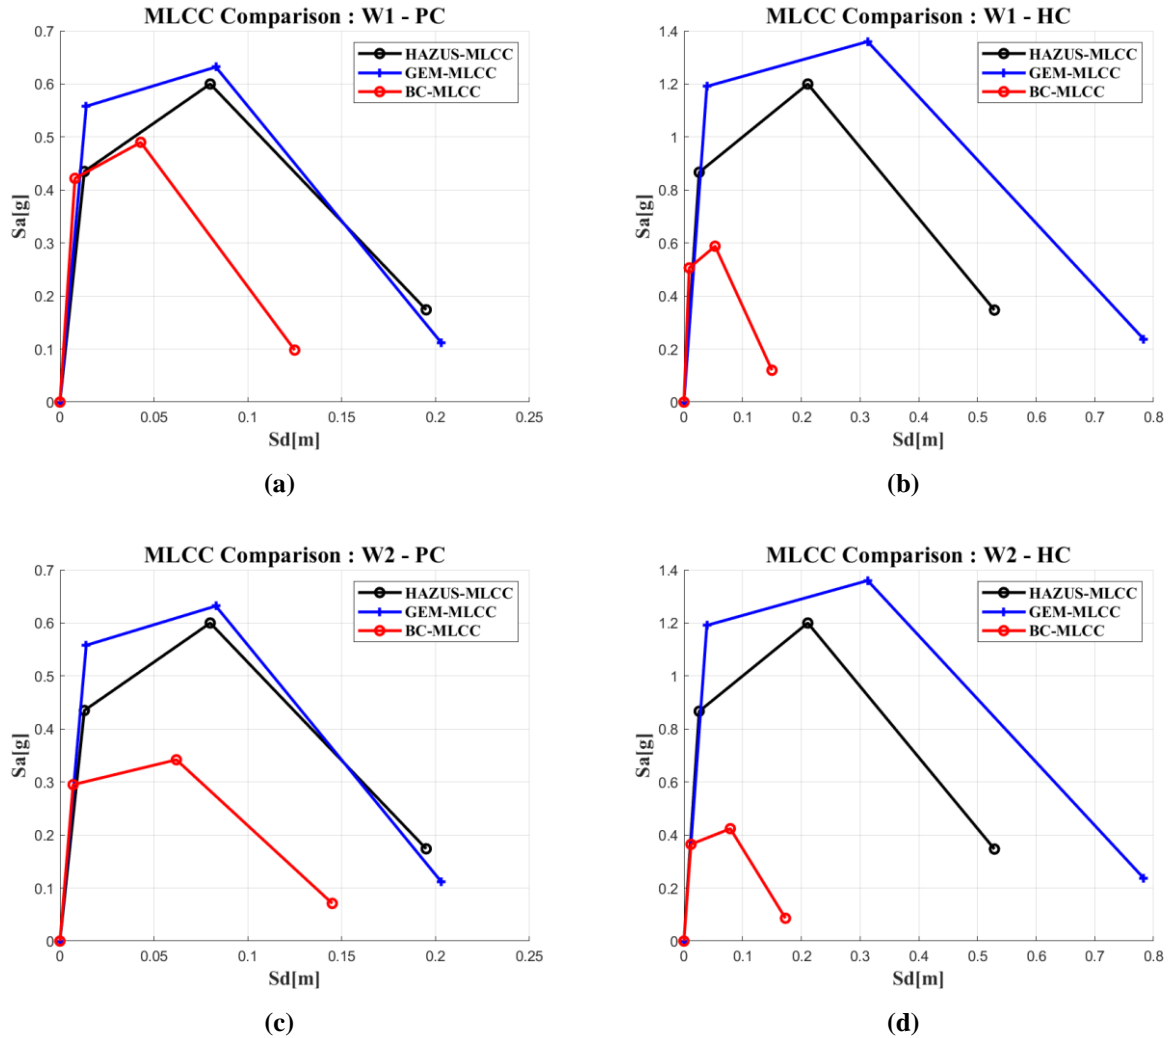 MLCC Comparison : W1 - PC
0.7
0.6
0.5
0.4
0.3
0.2
0.1
0
Sa[g]
HAZUS-MLCC
GEM-MLCC
BC-MLCC
0 0.05 0.1 0.15 0.2 0.25
Sd[m]
(a)
MLCC Comparison : W1 - HC
1.4
1.2
1
0.8
0.6
0.4
0.2
0
Sa[g]
HAZUS-MLCC
GEM-MLCC
BC-MLCC
0 0.1 0.2 0.3 0.4 0.5 0.6 0.7 0.8
Sd[m]
(b)
MLCC Comparison : W2 - PC
0.7
0.6
0.5
0.4
0.3
0.2
0.1
0
Sa[g]
HAZUS-MLCC
GEM-MLCC
BC-MLCC
0 0.05 0.1 0.15 0.2 0.25
Sd[m]
(c)
MLCC Comparison : W2 - HC
1.4
1.2
1
0.8
0.6
0.4
0.2
0
Sa[g]
HAZUS-MLCC
GEM-MLCC
BC-MLCC
0 0.1 0.2 0.3 0.4 0.5 0.6 0.7 0.8
Sd[m]
(d)